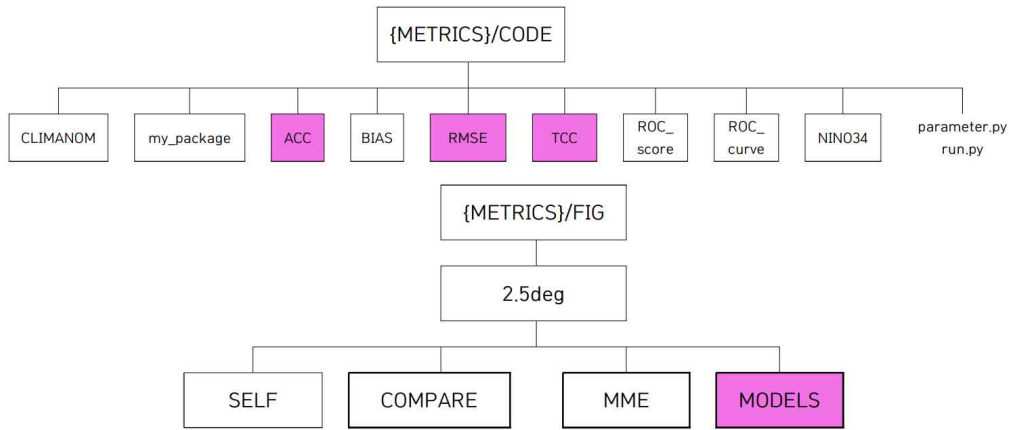 {METRICS}/CODE
CLIMANOM
my_package
ACC
BIAS
RMSE
TCC
ROC_
score
ROC_
curve
NINO34
parameter.py
run.py
{METRICS}/FIG
2.5deg
SELF
COMPARE
MME
MODELS